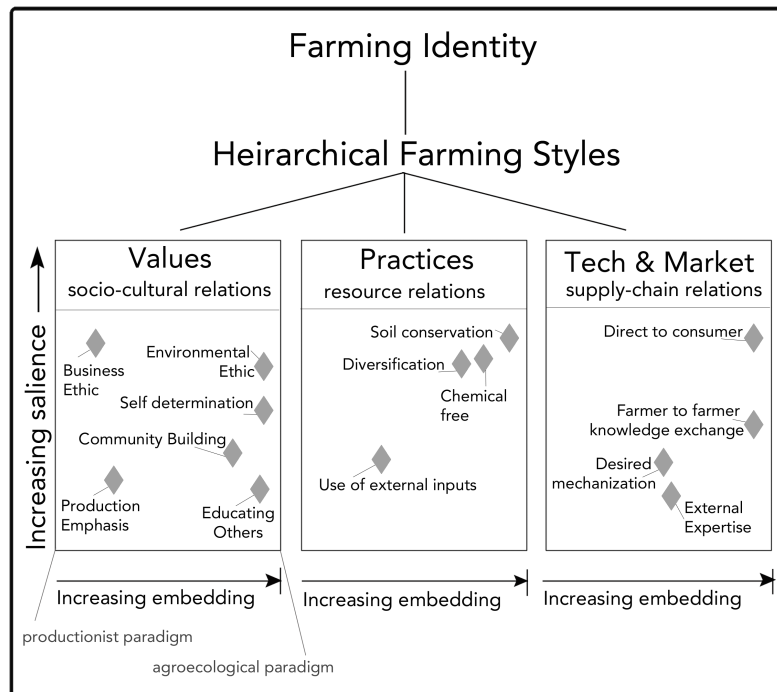 Farming Identity
Heirarchical Farming Styles
Values
socio-cultural relations
Practices
resource relations
Tech & Market
supply-chain relations
Increasing salience
Business
Ethic
Environmental
Ethic
Self determination
Community Building
Production
Emphasis
Educating
Others
Soil conservation
Diversification
Chemical
free
Use of external inputs
Direct to consumer
Farmer to farmer
knowledge exchange
Desired
mechanization
External
Expertise
Increasing embedding
Increasing embedding
Increasing embedding
productionist paradigm
agroecological paradigm